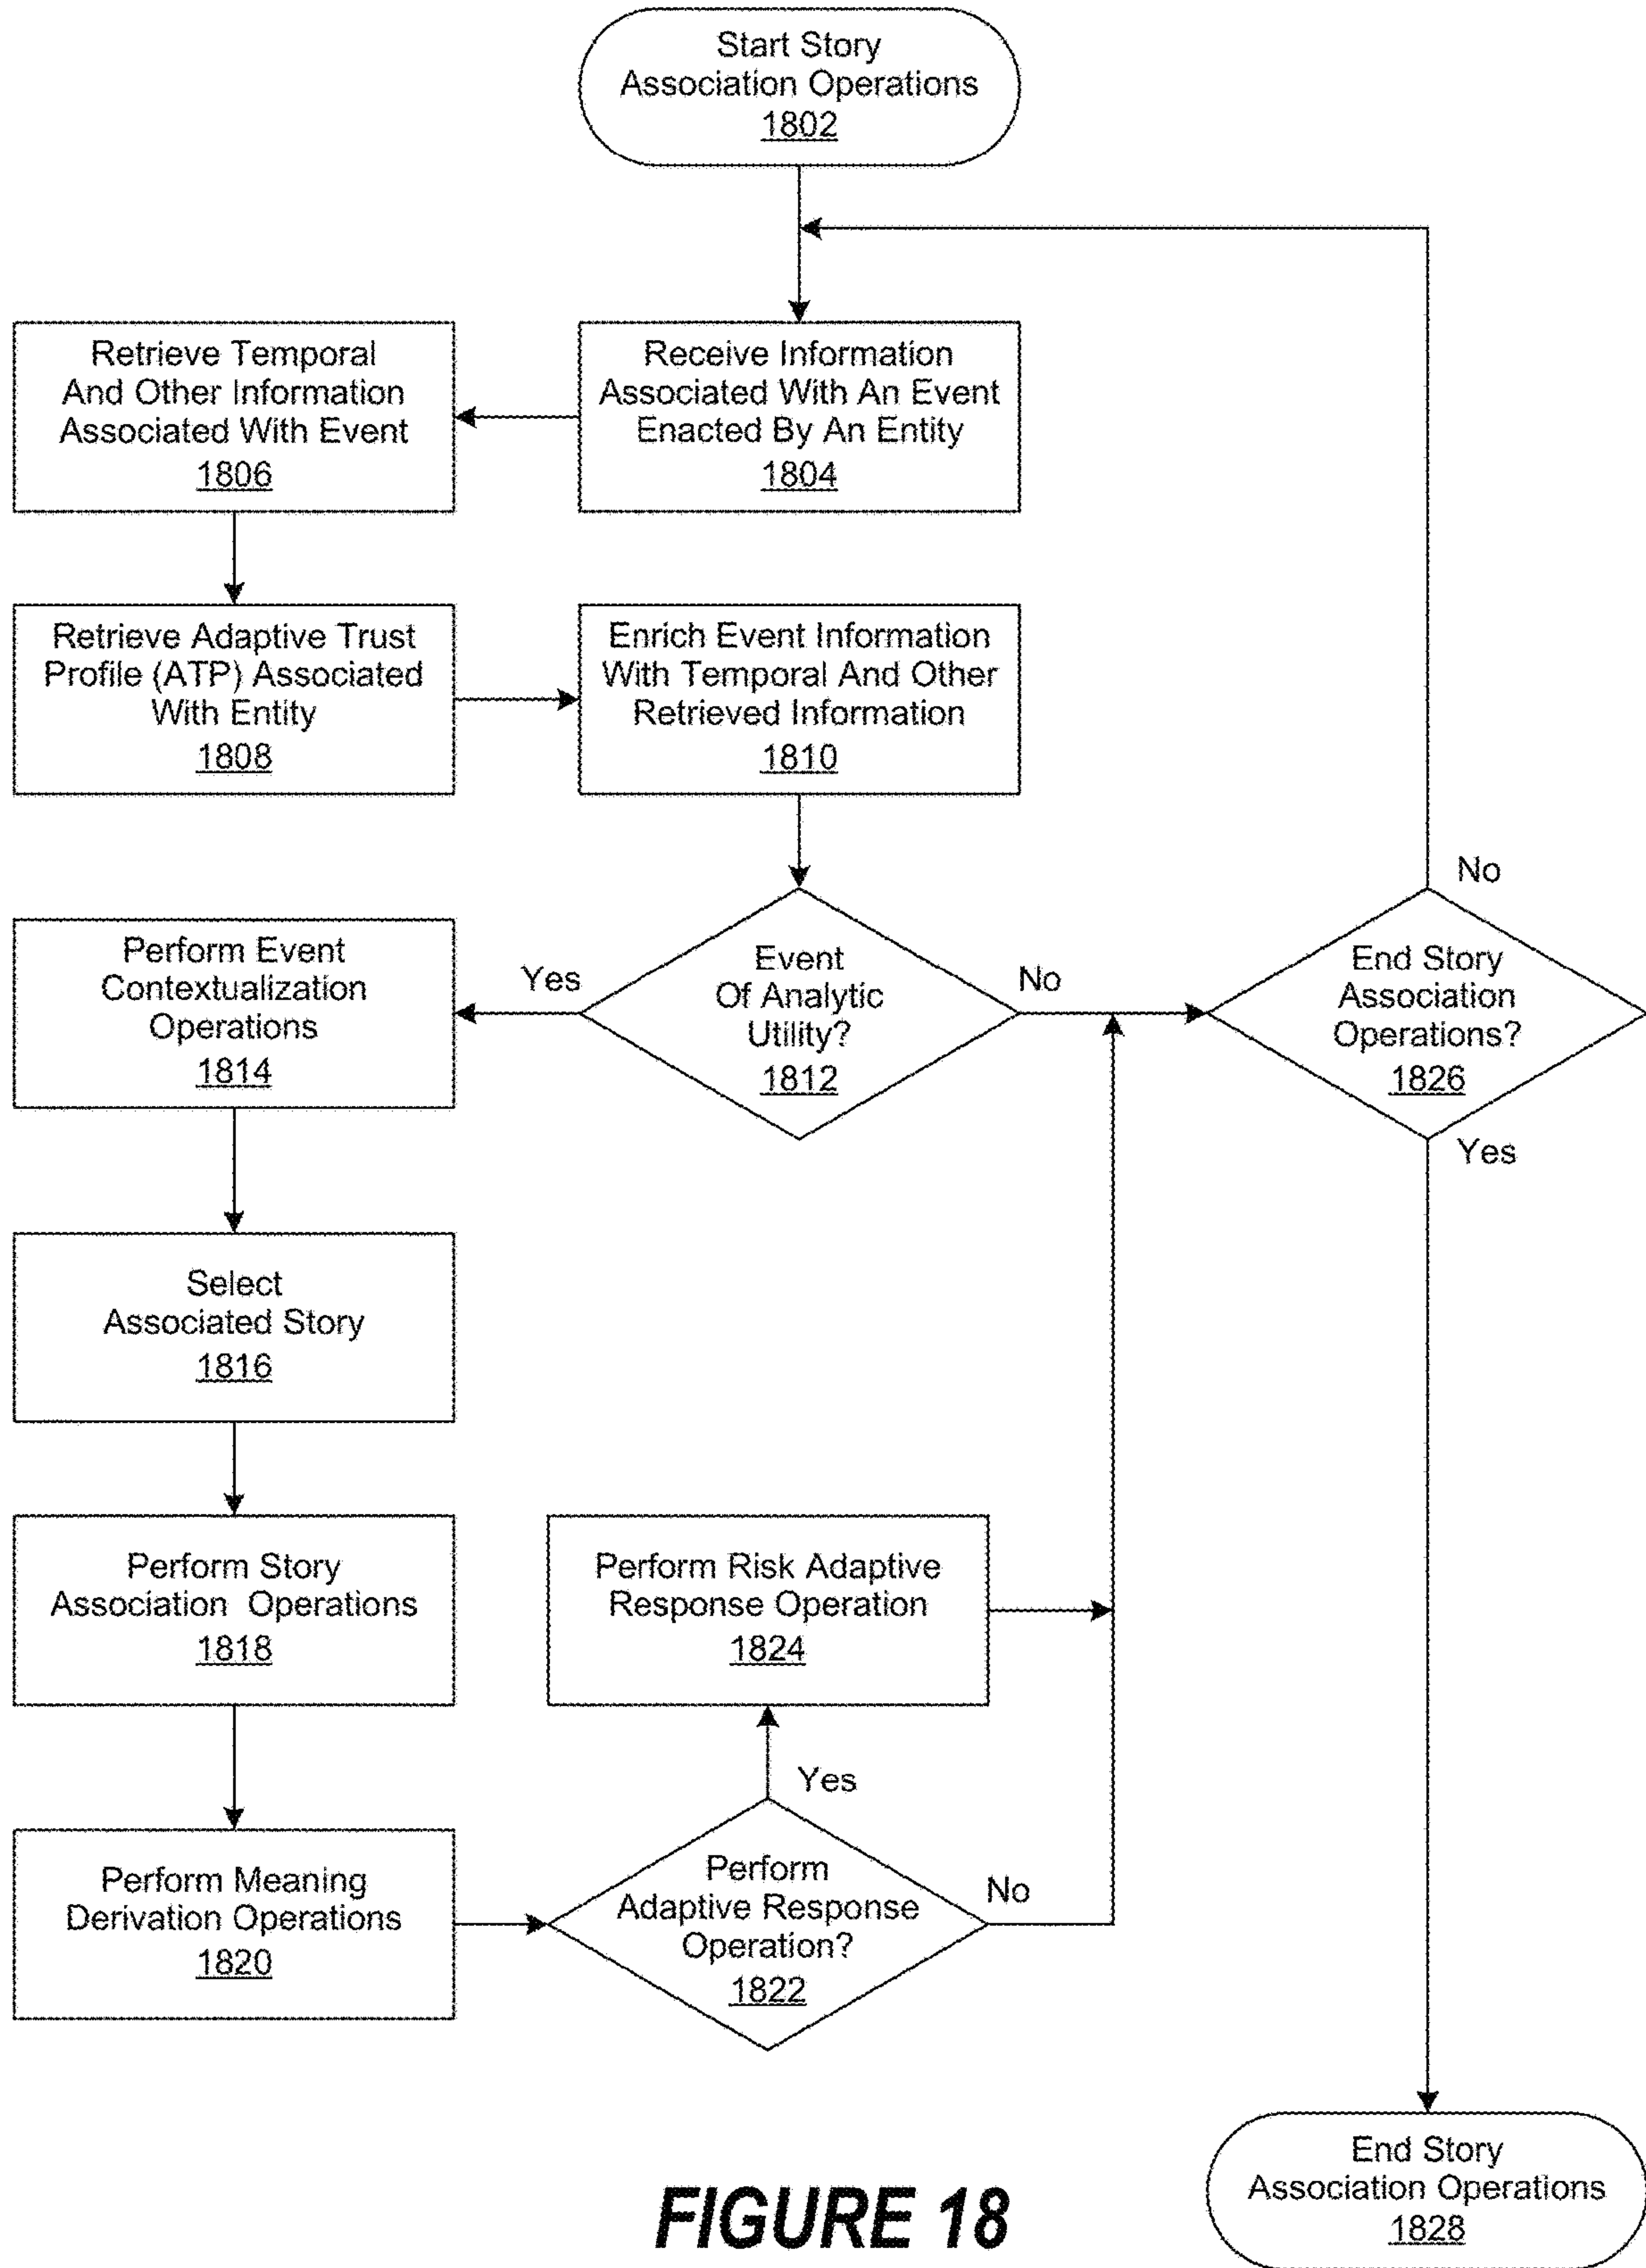 Start Story
Association Operations
1802
Retrieve Temporal
And Other Information
Associated With Event
1806
Receive Information
Associated With An Event
Enacted By An Entity
1804
Retrieve Adaptive Trust
Profile (ATP) Associated
With Entity
1808
Enrich Event Information
With Temporal And Other
Retrieved Information
1810
No
Perform Event
Contextualization
Operations
1814
Yes
Event
Of Analytic
Utility?
1812
No
End Story
Association
Operations?
1826
Yes
Select
Associated Story
1816
Perform Story
Association Operations
1818
Perform Risk Adaptive
Response Operation
1824
Yes
Perform Meaning
Derivation Operations
1820
Perform
Adaptive Response
Operation?
1822
No
End Story
Association Operations
1828
FIGURE 18